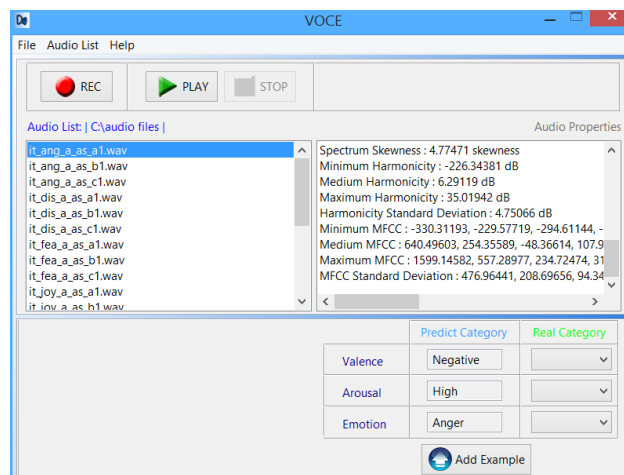 De VOCE
File Audio List Help
REC PLAY STOP
Audio List: | C\audio files | Audio Properties
it_ang_a_as_a1.wav
it_ang_a_as_b1.wav
it_ang_a_as_c1.wav
it_dis_a_as_a1.wav
it_dis_a_as_b1.wav
it_dis_a_as_c1.wav
it_fea_a_as_a1.wav
it_fea_a_as_b1.wav
it_fea_a_as_c1.wav
it_joy_a_as_a1.wav
it_joy_a_as_b1.wav
Spectrum Skewness : 4.77471 skewness
Minimum Harmonicity : -226.34381 dB
Medium Harmonicity : 6.29119 dB
Maximum Harmonicity : 35.01942 dB
Harmonicity Standard Deviation : 4.75066 dB
Minimum MFCC : -330.31193, -229.57719, -294.61144, -
Medium MFCC : 640.49603, 254.35589, -48.36614, 107.9
Maximum MFCC : 1599.14582, 557.28977, 234.72474, 31
MFCC Standard Deviation : 476.96441, 208.69656, 94.34
Predict Category Real Category
Valence Negative
Arousal High
Emotion Anger
Add Example